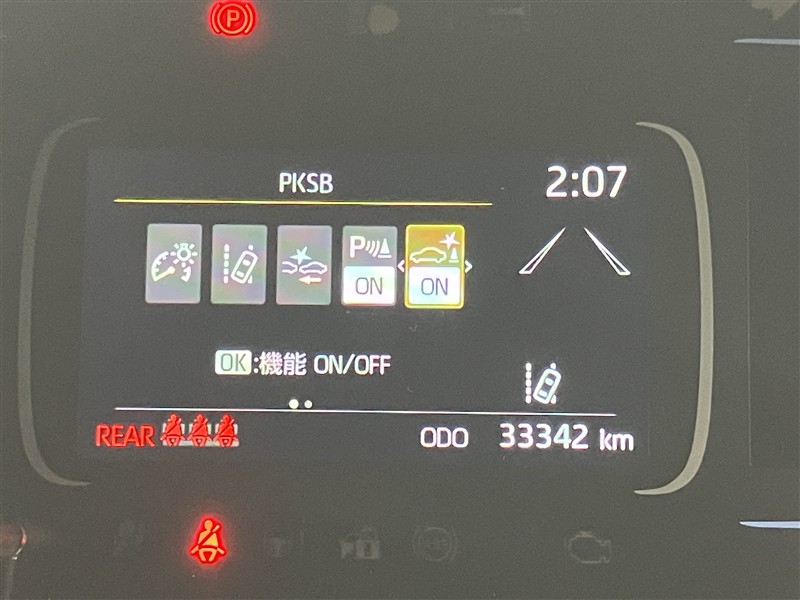 P
PKSB
2:07
P
ON
ON
OK:機能 ON/OFF
REAR
ODO 33342 km